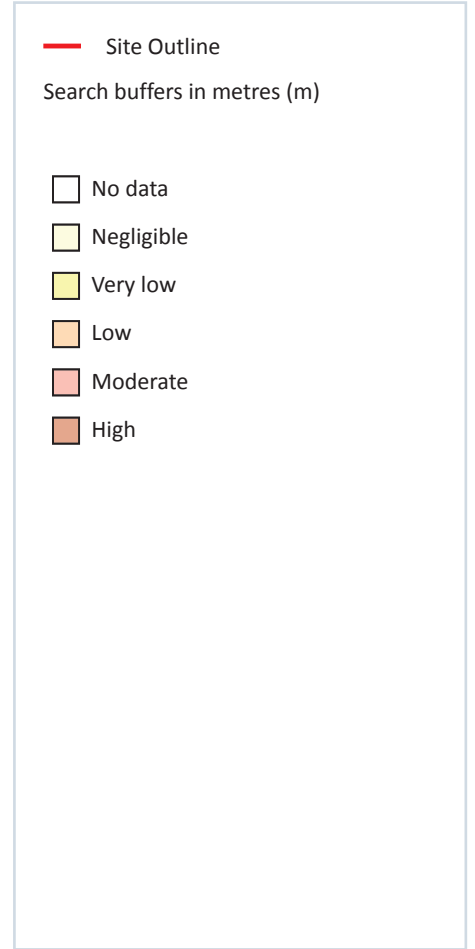 Site Outline
Search buffers in metres (m)
No data
Negligible
Very low
Low
Moderate
High